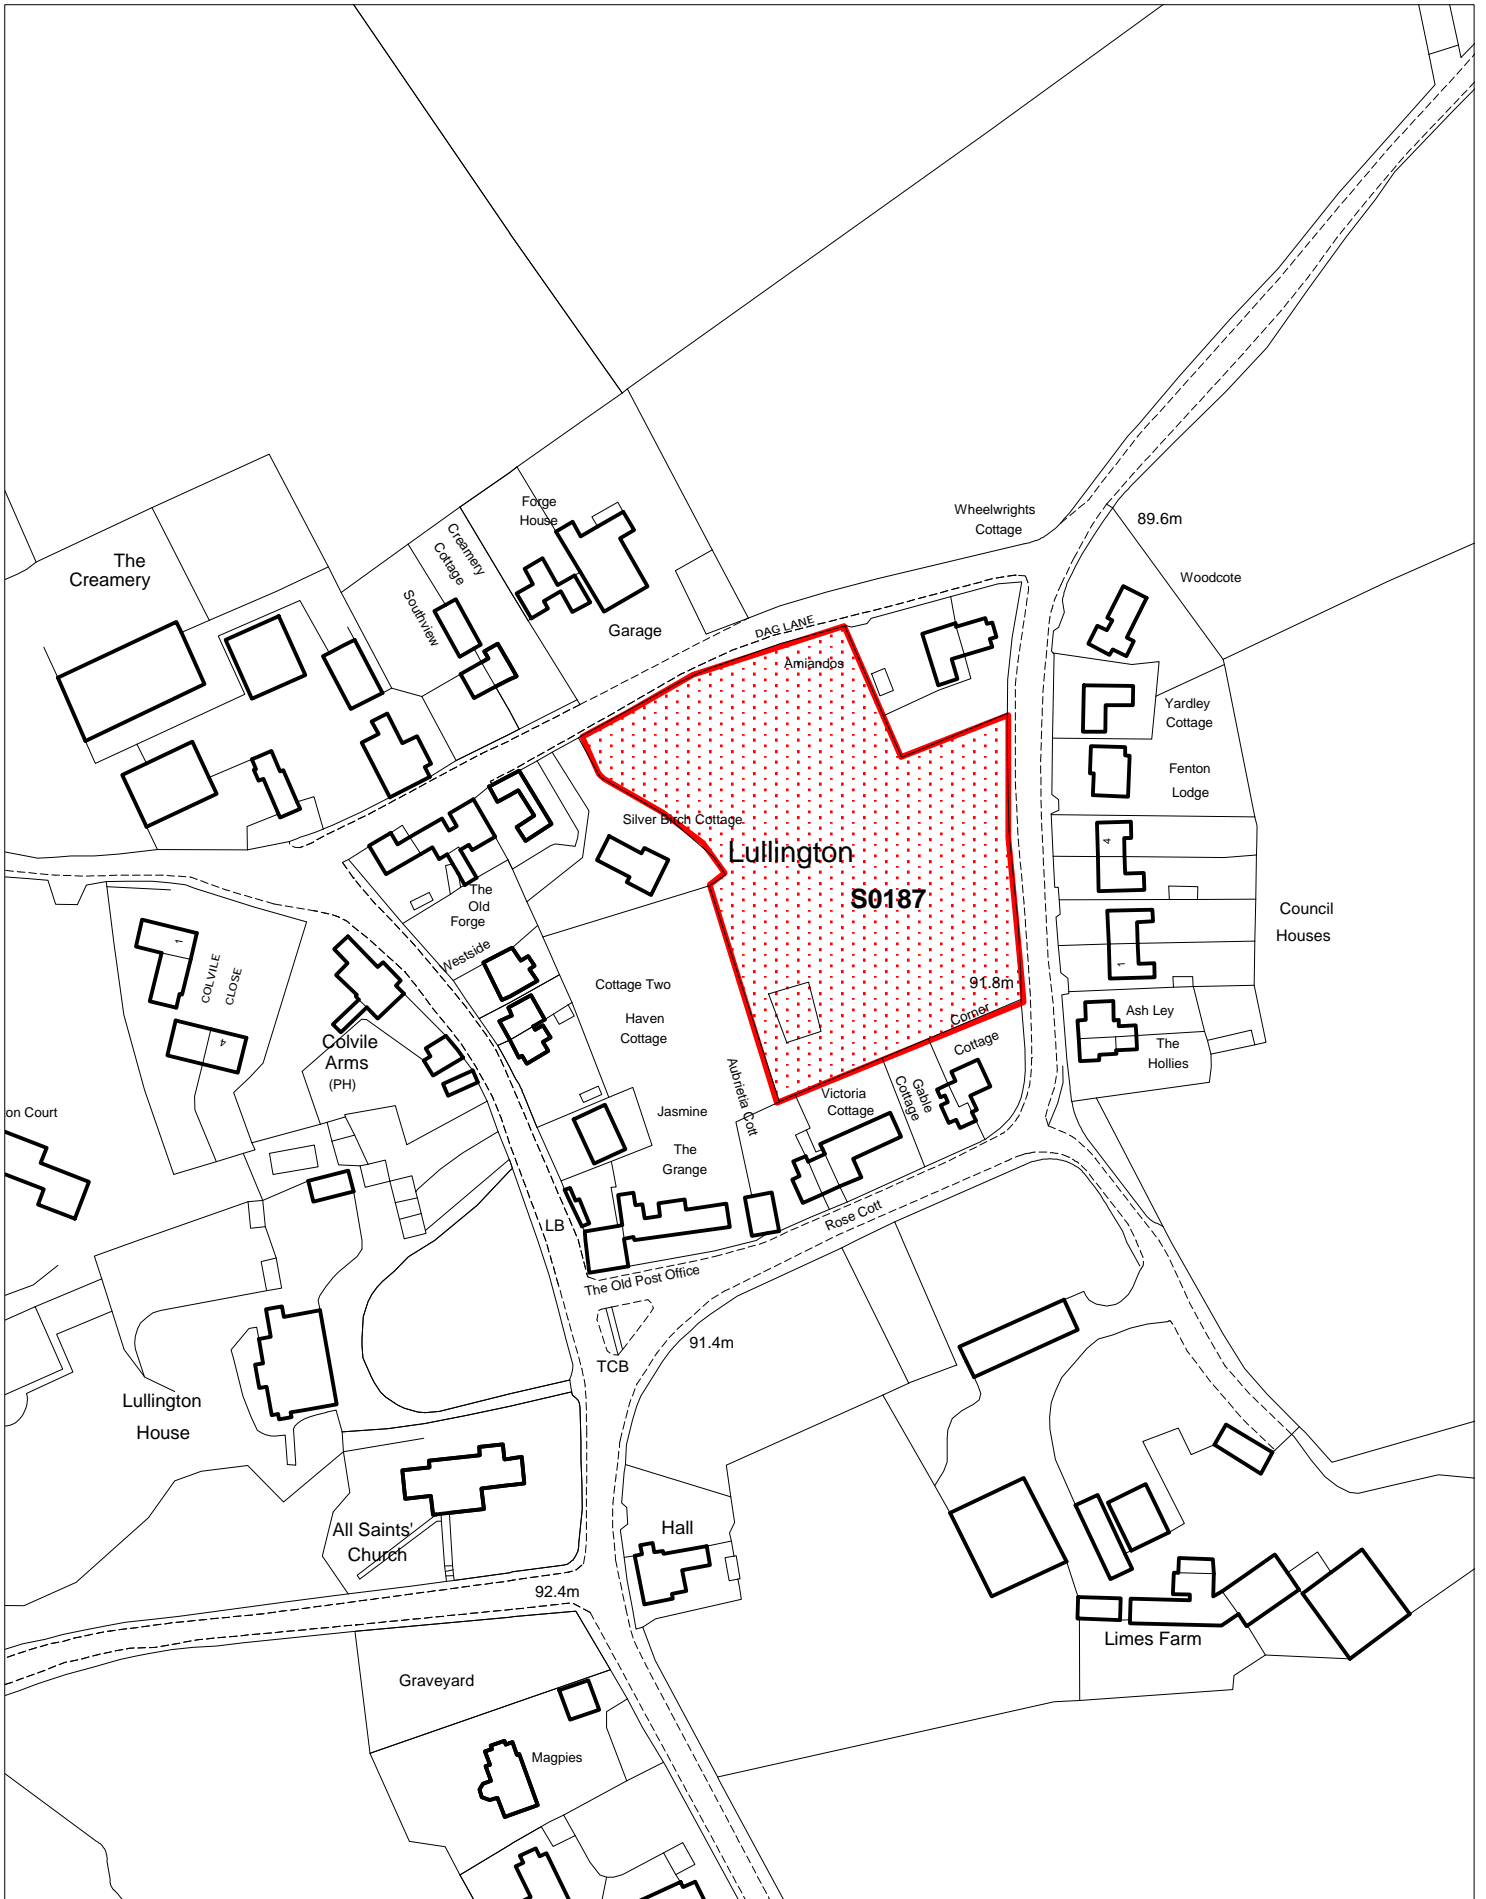 Forge
House
Wheelwrights
Cottage
89.6m
Creamery
Cottage
The
Creamery
Woodcote
Southview
Garage
DAG LANE
Amiandos
Yardley
Cottage
Fenton
Lodge
Silver Birch Cottage
4
Lullington
S0187
The
Old
Forge
Council
Houses
1
COLVILE
CLOSE
Westside
1
Cottage Two
91.8m
Haven
Cottage
Corner
Cottage
Ash Ley
The
Hollies
4
Colvile
Arms
(PH)
Aubrietia Cott
Victoria
Cottage
Gable
Cottage
on Court
Jasmine
The
Grange
LB
Rose Cott
The Old Post Office
91.4m
TCB
Lullington
House
All Saints'
Church
Hall
92.4m
Limes Farm
Graveyard
Magpies